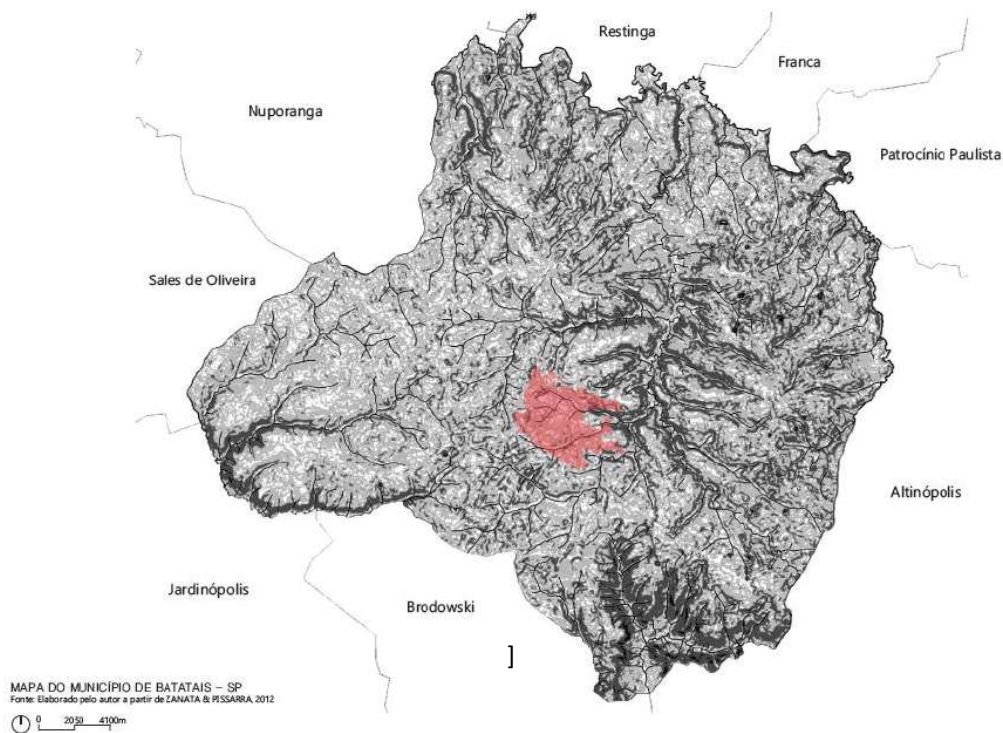 Restinga
Franca
Nuporanga
Patrocínio Paulista
Sales de Oliveira
Altinópolis
Jardinópolis
Brodowski
]
MAPA DO MUNICÍPIO DE BATATAIS – SP
Fonte: Elaborado pelo autor a partir de ZANATA & PISSARRA, 2012
0 2050 4100m